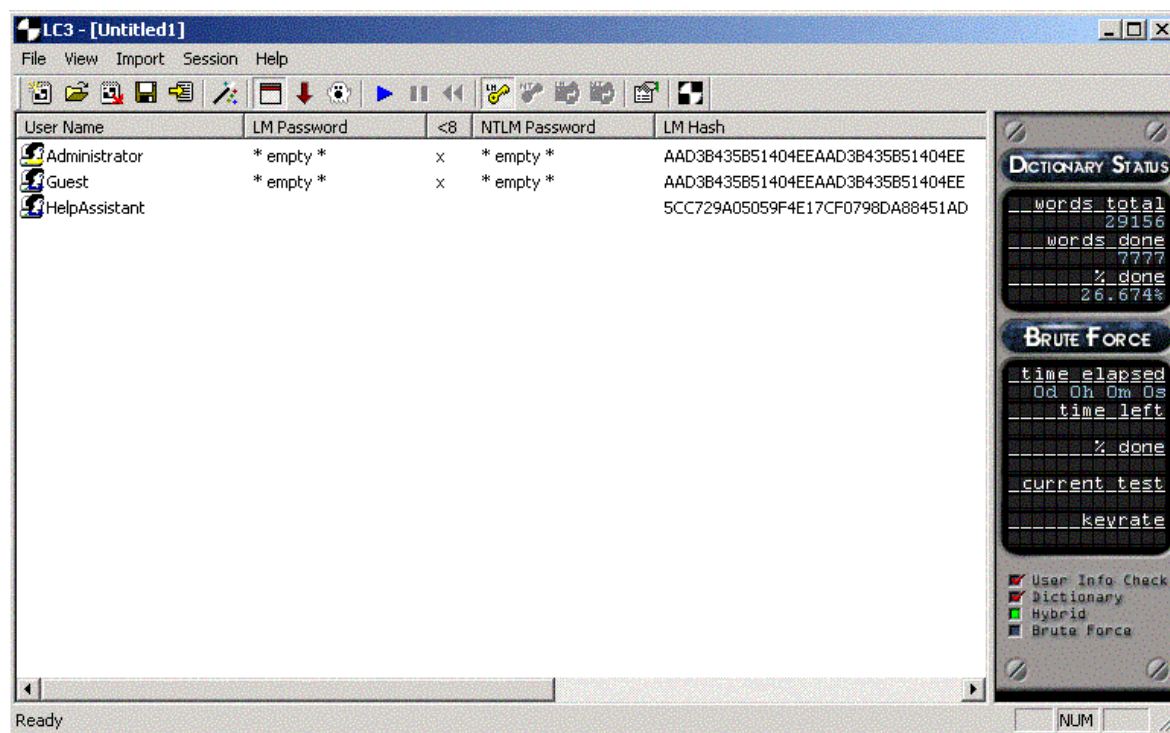 LC3 - [Untitled1]
File View Import Session Help
User Name LM Password <8 NTLM Password LM Hash
Administrator * empty * x * empty * AAD3B435B51404EEAAD3B435B51404EE
Guest * empty * x * empty * AAD3B435B51404EEAAD3B435B51404EE
HelpAssistant 5CC729A05059F4E17CF0798DA88451AD
DICTIONARY STATUS
words total
29156
words done
7777
% done
26.674%
BRUTE FORCE
time elapsed
0d 0h 0m 0s
time left
% done
current test
keyrate
User Info Check
Dictionary
Hybrid
Brute Force
Ready NUM